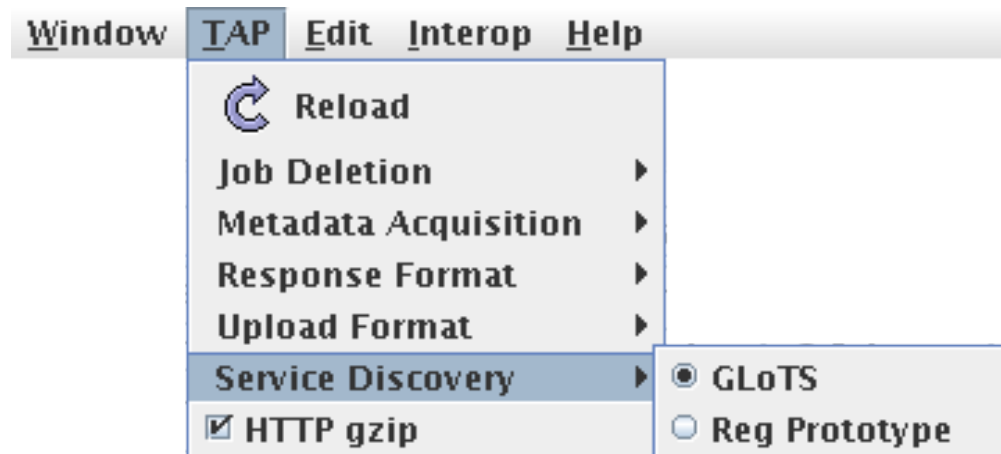 Window TAP Edit Interop Help
Reload
Job Deletion
Metadata Acquisition
Response Format
Upload Format
Service Discovery
GLoTS
HTTP gzip
Reg Prototype